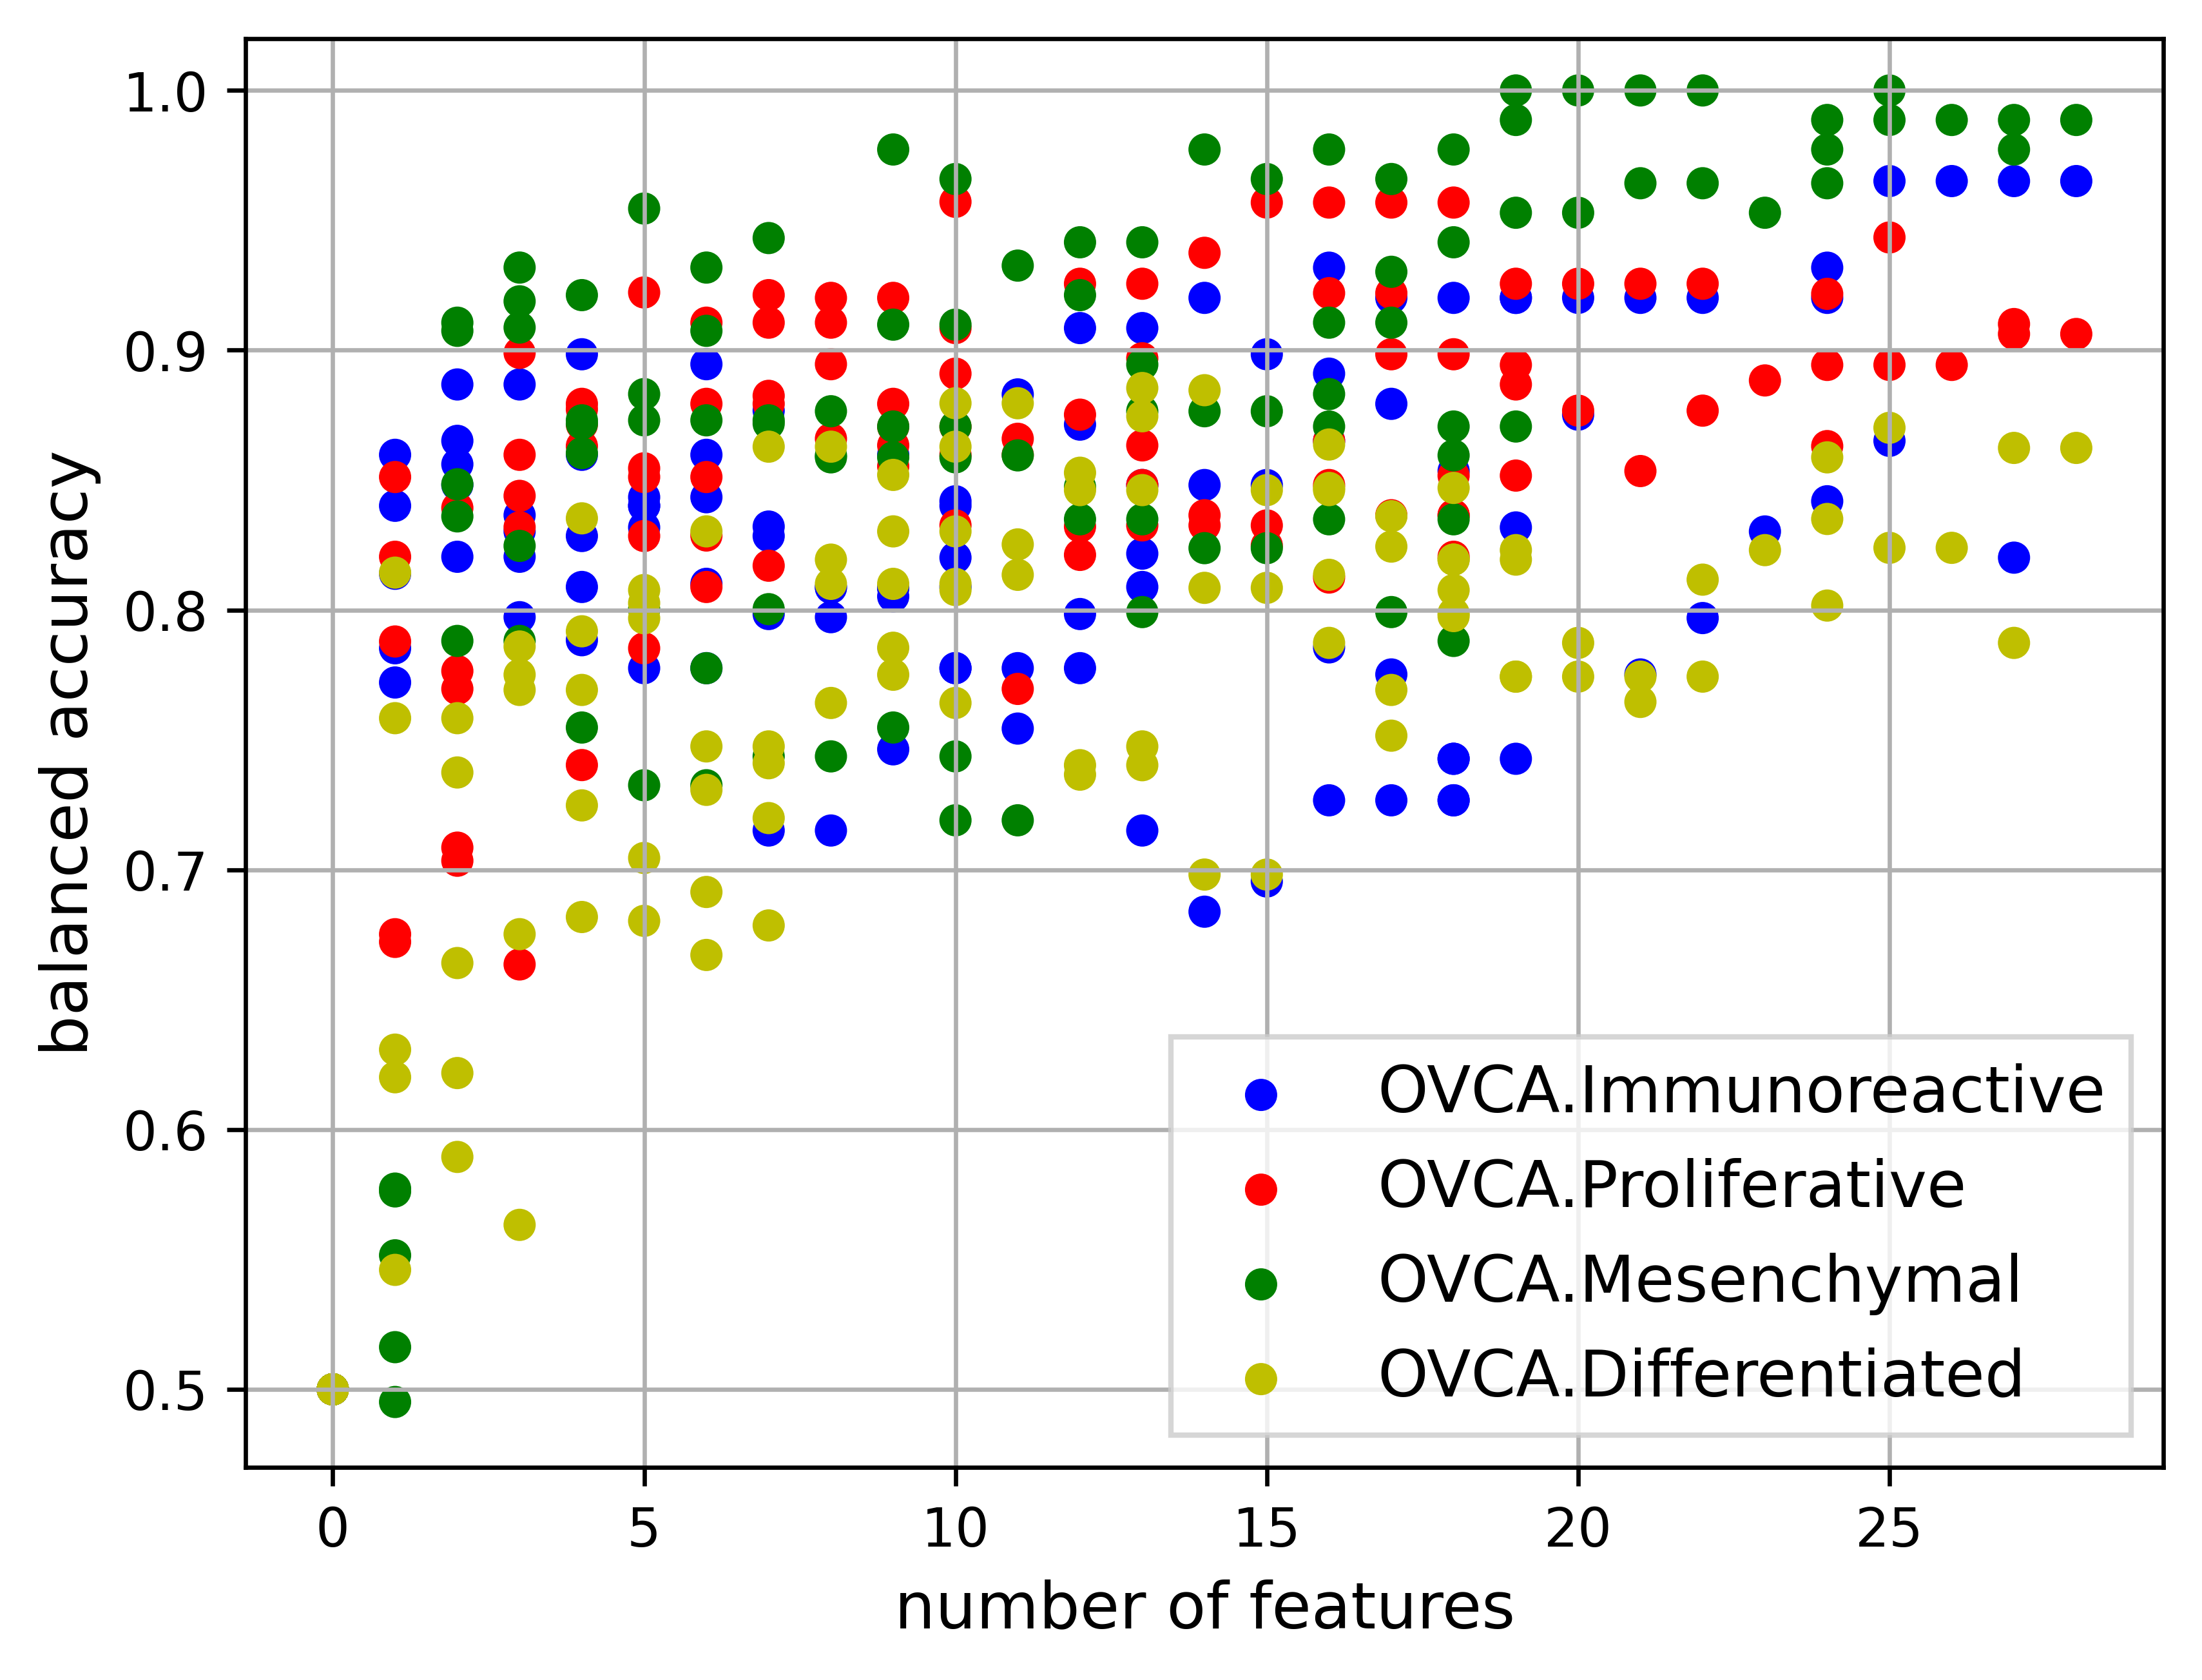 1.0
0.9
0.8
0.7
0.6
0.5
balanced accuracy
OVCA.Immunoreactive
OVCA.Proliferative
OVCA.Mesenchymal
OVCA.Differentiated
0 5 10 15 20 25
number of features